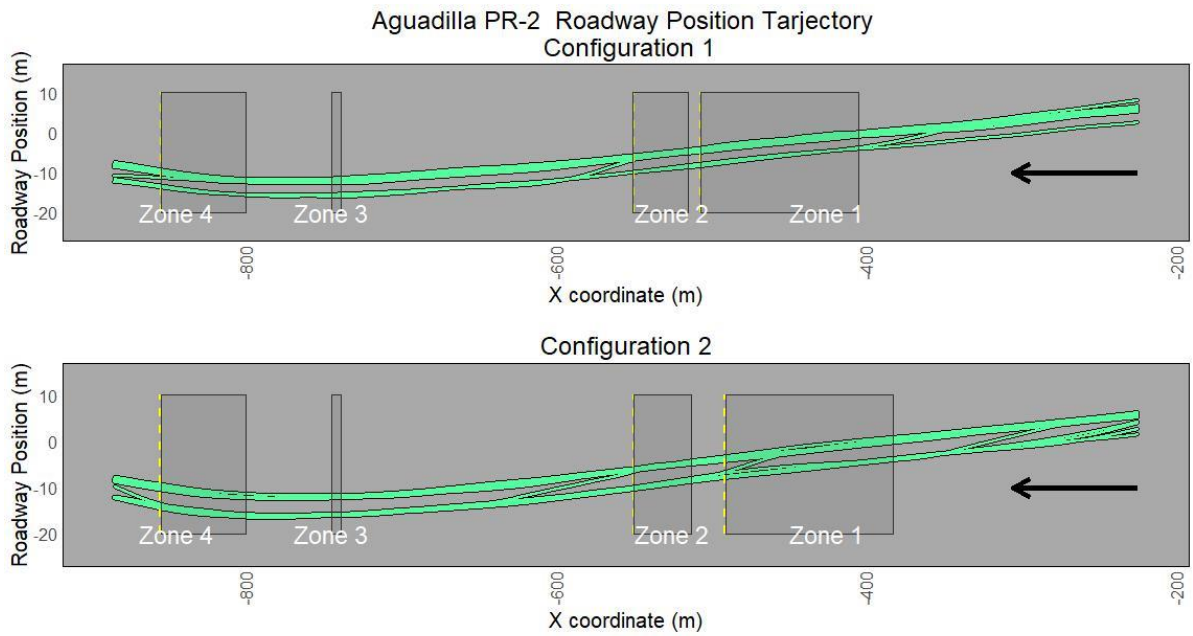 Aguadilla PR-2  Roadway Position Tarjectory
Configuration 1
Roadway Position (m)
10
0
-10
-20
Zone 4
Zone 3
Zone 2
Zone 1
-800
-600
-400
-200
X coordinate (m)
Configuration 2
Roadway Position (m)
10
0
-10
-20
Zone 4
Zone 3
Zone 2
Zone 1
-800
-600
-400
-200
X coordinate (m)